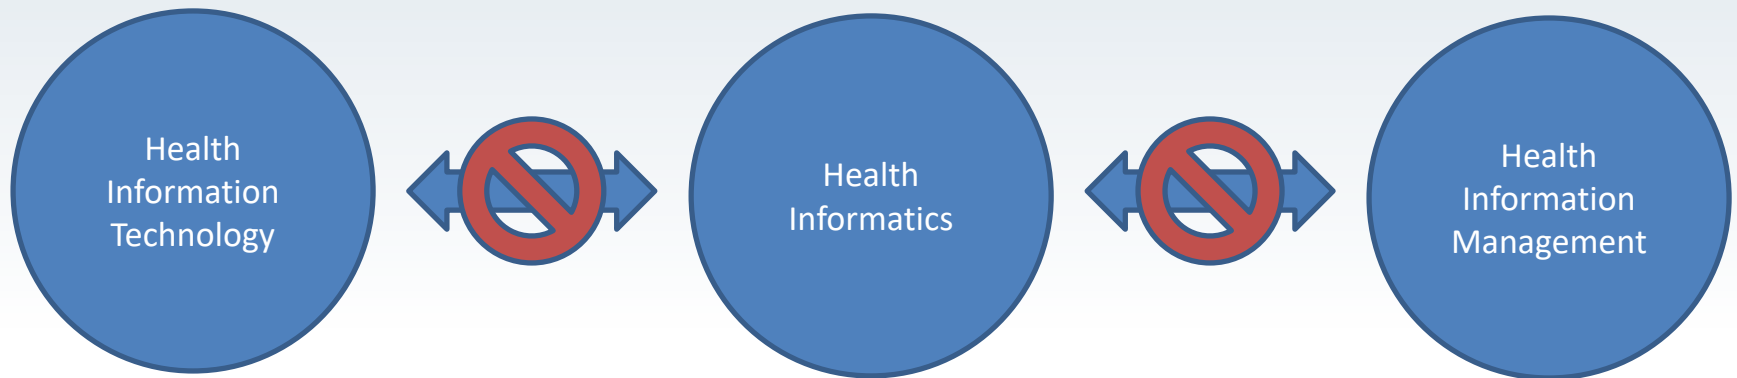 Health
Information
Technology
Health
Informatics
Health
Information
Management